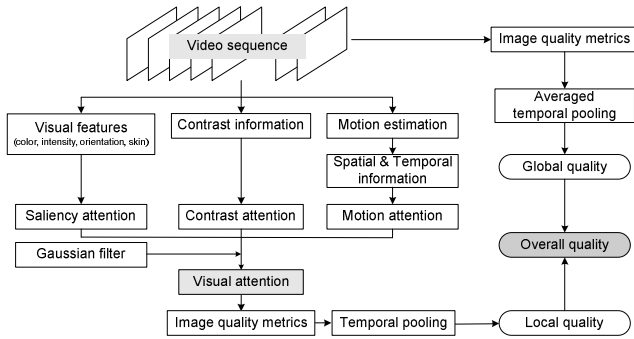 Video sequence
Image quality metrics
Averaged
temporal pooling
Global quality
Visual features
(color, intensity, orientation, skin)
Contrast information
Motion estimation
Spatial & Temporal
information
Saliency attention
Contrast attention
Motion attention
Overall quality
Gaussian filter
Visual attention
Image quality metrics
Temporal pooling
Local quality